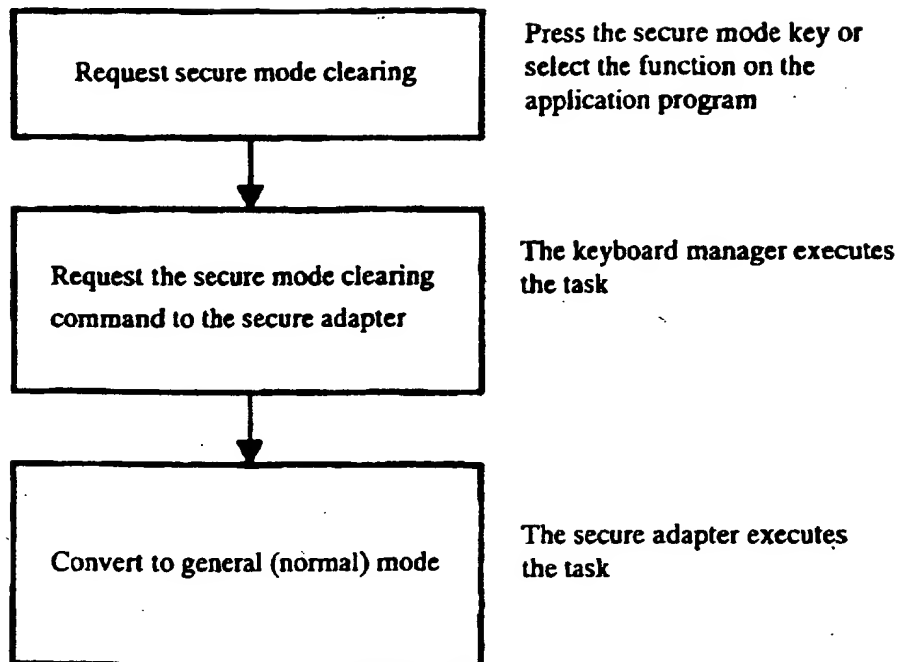 Request secure mode clearing
Press the secure mode key or
select the function on the
application program
Request the secure mode clearing
command to the secure adapter
The keyboard manager executes
the task
Convert to general (normal) mode
The secure adapter executes
the task